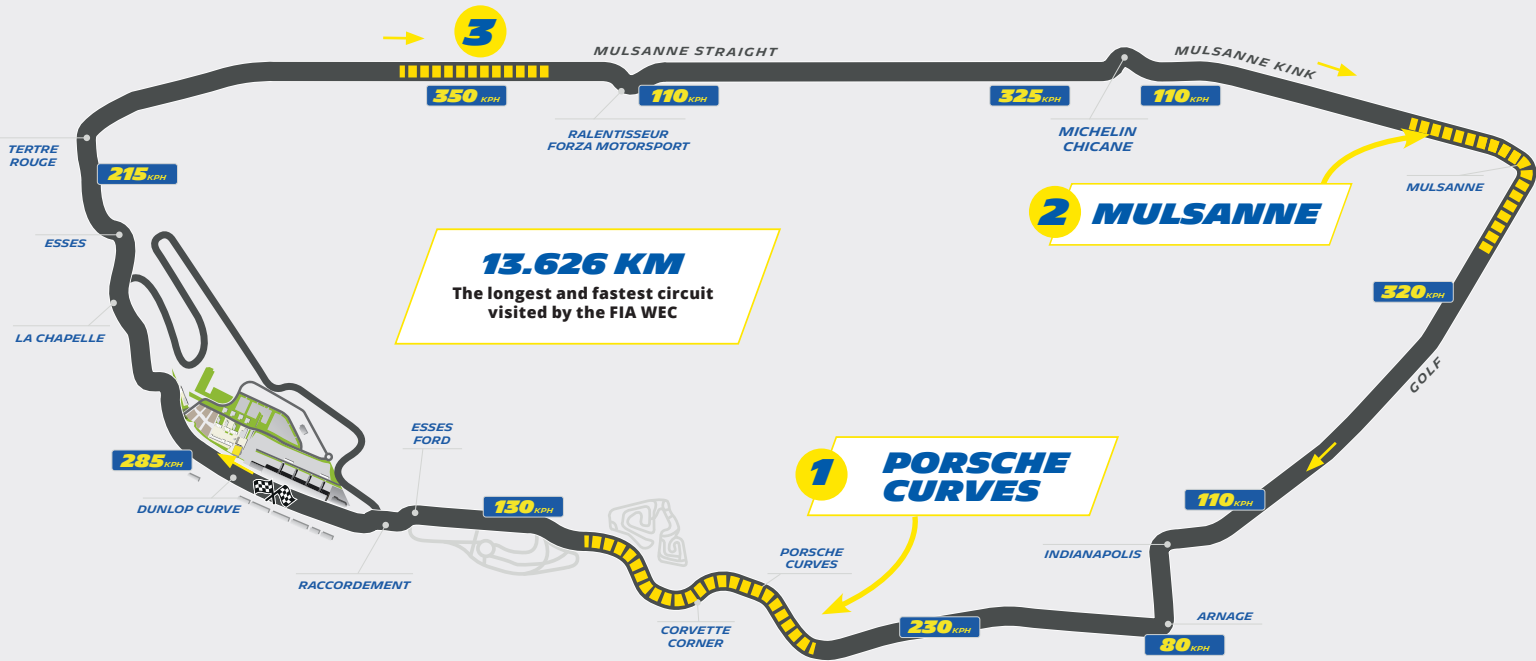 3
MULSANNE STRAIGHT
MULSANNE KINK
350 KPH
110 KPH
325 KPH
110 KPH
RALENTISSEUR
FORZA MOTORSPORT
MICHELIN
CHICANE
TERTRE
ROUGE
215 KPH
MULSANNE
2 MULSANNE
ESSES
13.626 KM
The longest and fastest circuit
visited by the FIA WEC
320 KPH
LA CHAPELLE
GOLF
ESSES
FORD
285 KPH
1
PORSCHE
CURVES
DUNLOP CURVE
130 KPH
110 KPH
INDIANAPOLIS
PORSCHE
CURVES
RACCORDEMENT
ARNAGE
CORVETTE
CORNER
230 KPH
80 KPH